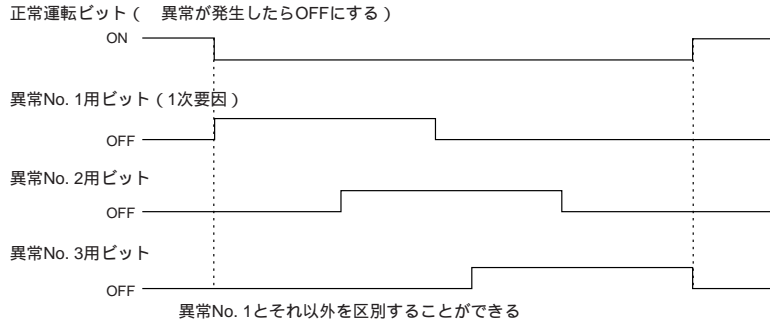 正常運転ビット(　異常が発生したらOFFにする)
ON
異常No. 1用ビット(1次要因)
OFF
異常No. 2用ビット
OFF
異常No. 3用ビット
OFF
異常No. 1とそれ以外を区別することができる